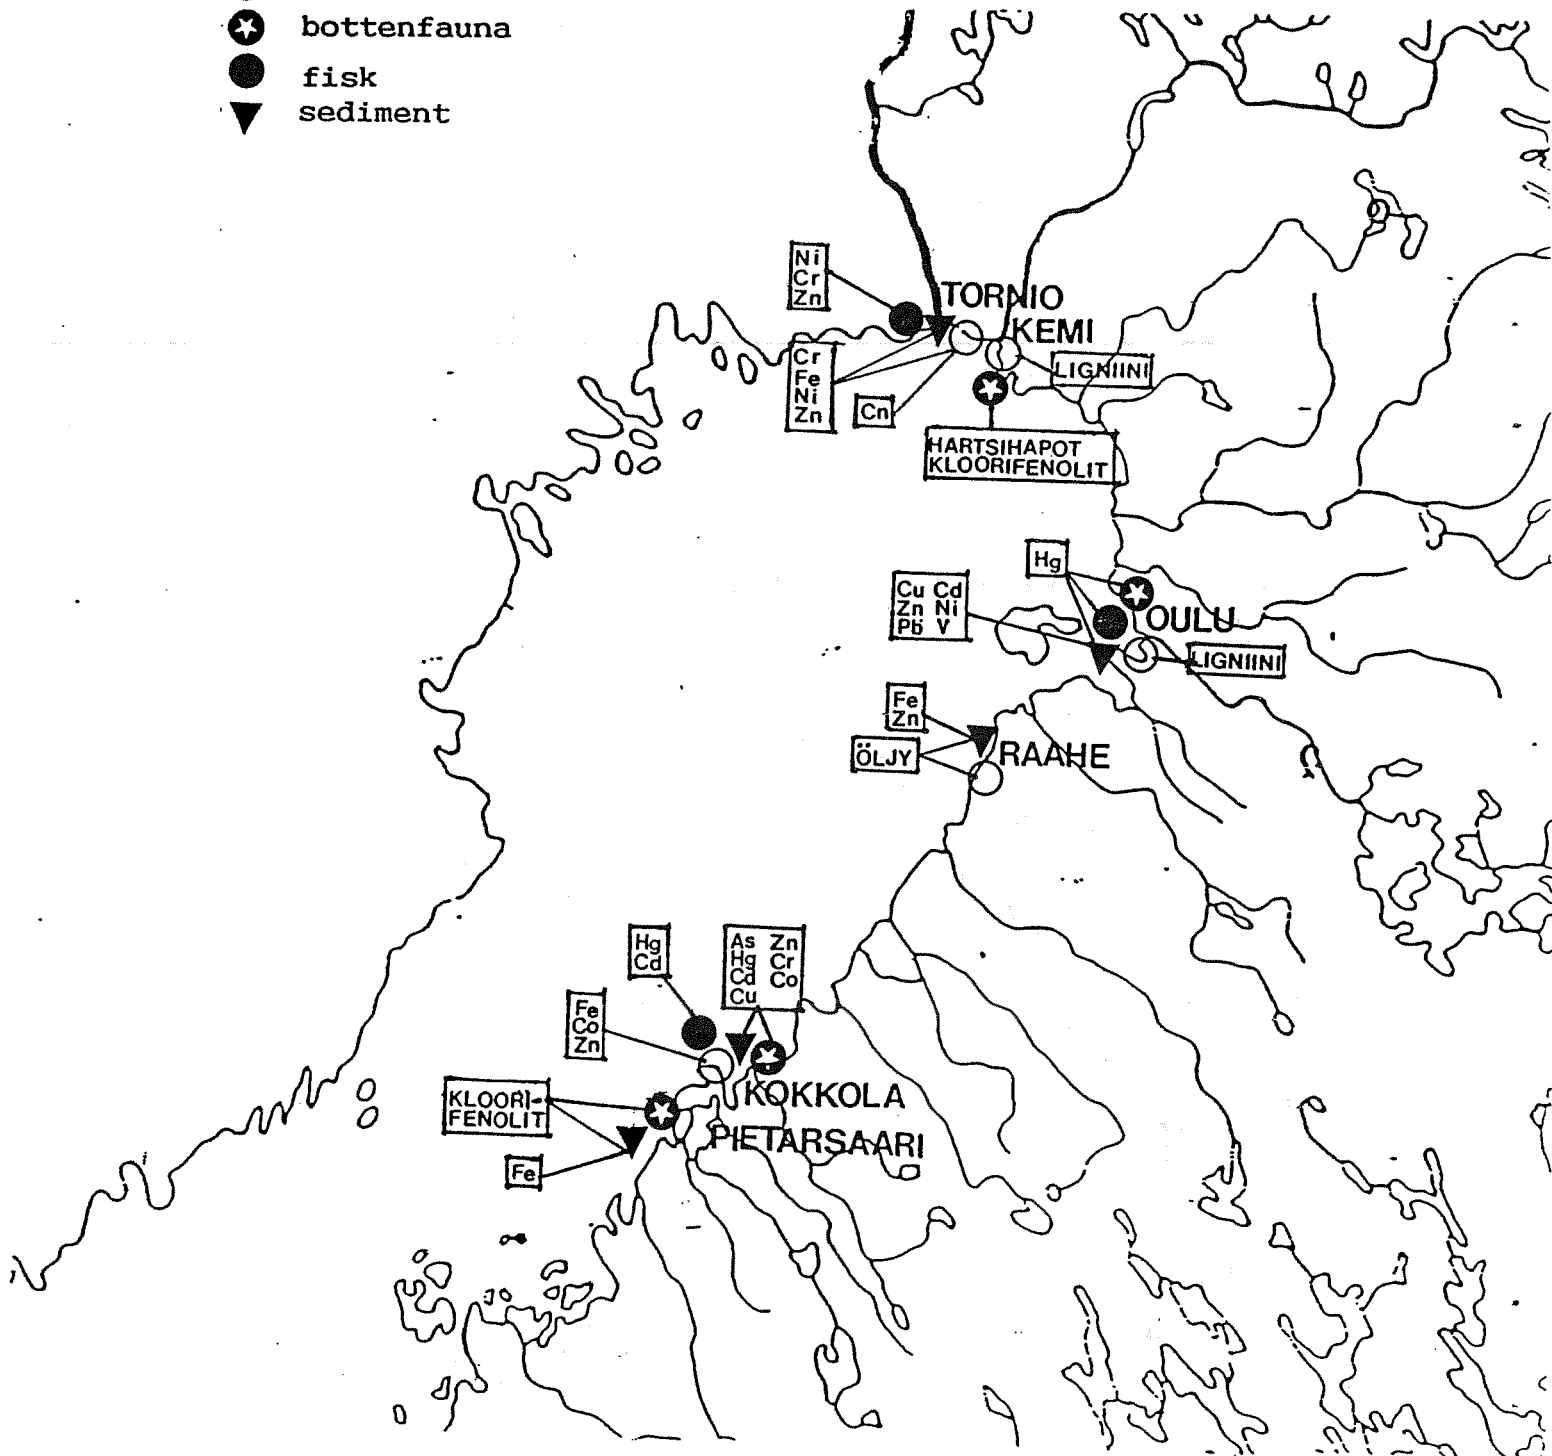 bottenfauna
fisk
sediment
Ni
Cr
Zn
TORNIO
KEMI
Cr
Fe
Ni
Zn
Cn
LIGNIINI
HARTSIHAPOT
KLOORIFENOLIT
Hg
Cu Cd
Zn Ni
Pb V
OULU
LIGNIINI
Fe
Zn
ÖLJY
RAAHE
Hg
Cd
As Zn
Hg Cr
Cd Co
Cu
Fe
Co
Zn
KLOORI-
FENOLIT
Fe
KOKKOLA
PIETARSAARI